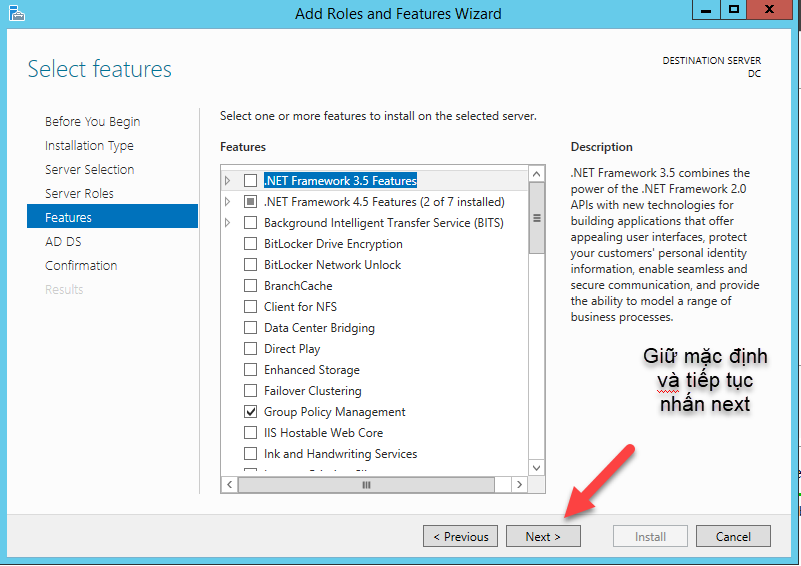 Add Roles and Features Wizard
Select features
DESTINATION SERVER
DC
Before You Begin
Installation Type
Server Selection
Server Roles
Features
AD DS
Confirmation
Results
Select one or more features to install on the selected server.
Features
.NET Framework 3.5 Features
.NET Framework 4.5 Features (2 of 7 installed)
Background Intelligent Transfer Service (BITS)
BitLocker Drive Encryption
BitLocker Network Unlock
BranchCache
Client for NFS
Data Center Bridging
Direct Play
Enhanced Storage
Failover Clustering
Group Policy Management
IIS Hostable Web Core
Ink and Handwriting Services
Description
.NET Framework 3.5 combines the
power of the .NET Framework 2.0
APIs with new technologies for
building applications that offer
appealing user interfaces, protect
your customers' personal identity
information, enable seamless and
secure communication, and provide
the ability to model a range of
business processes.
Giữ mặc định
và tiếp tục
nhấn next
< Previous
Next >
Install
Cancel